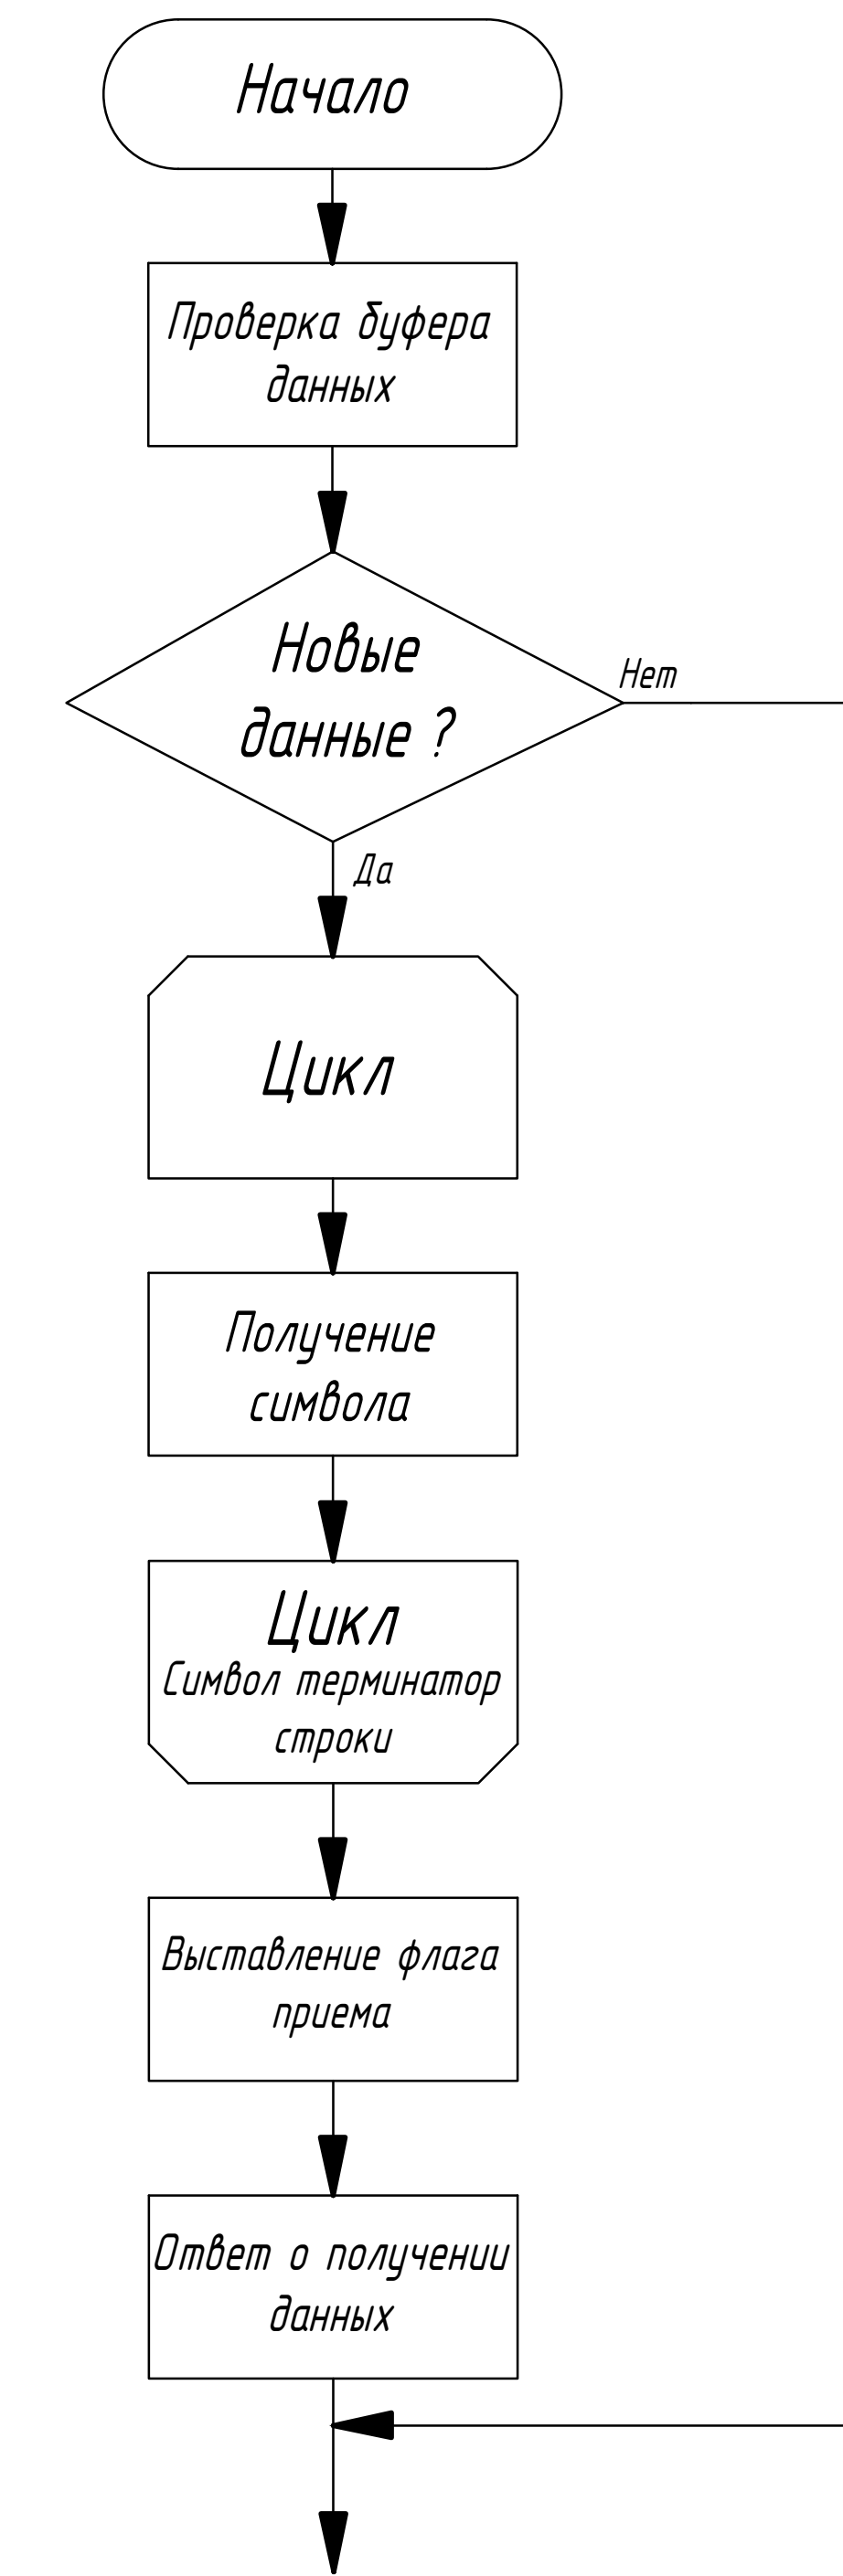 Начало
Проверка буфера
данных
Новые
данные ?
Нет
Да
Цикл
Получение
символа
Цикл
Символ терминатор
строки
Выставление флага
приема
Ответ о получении
данных